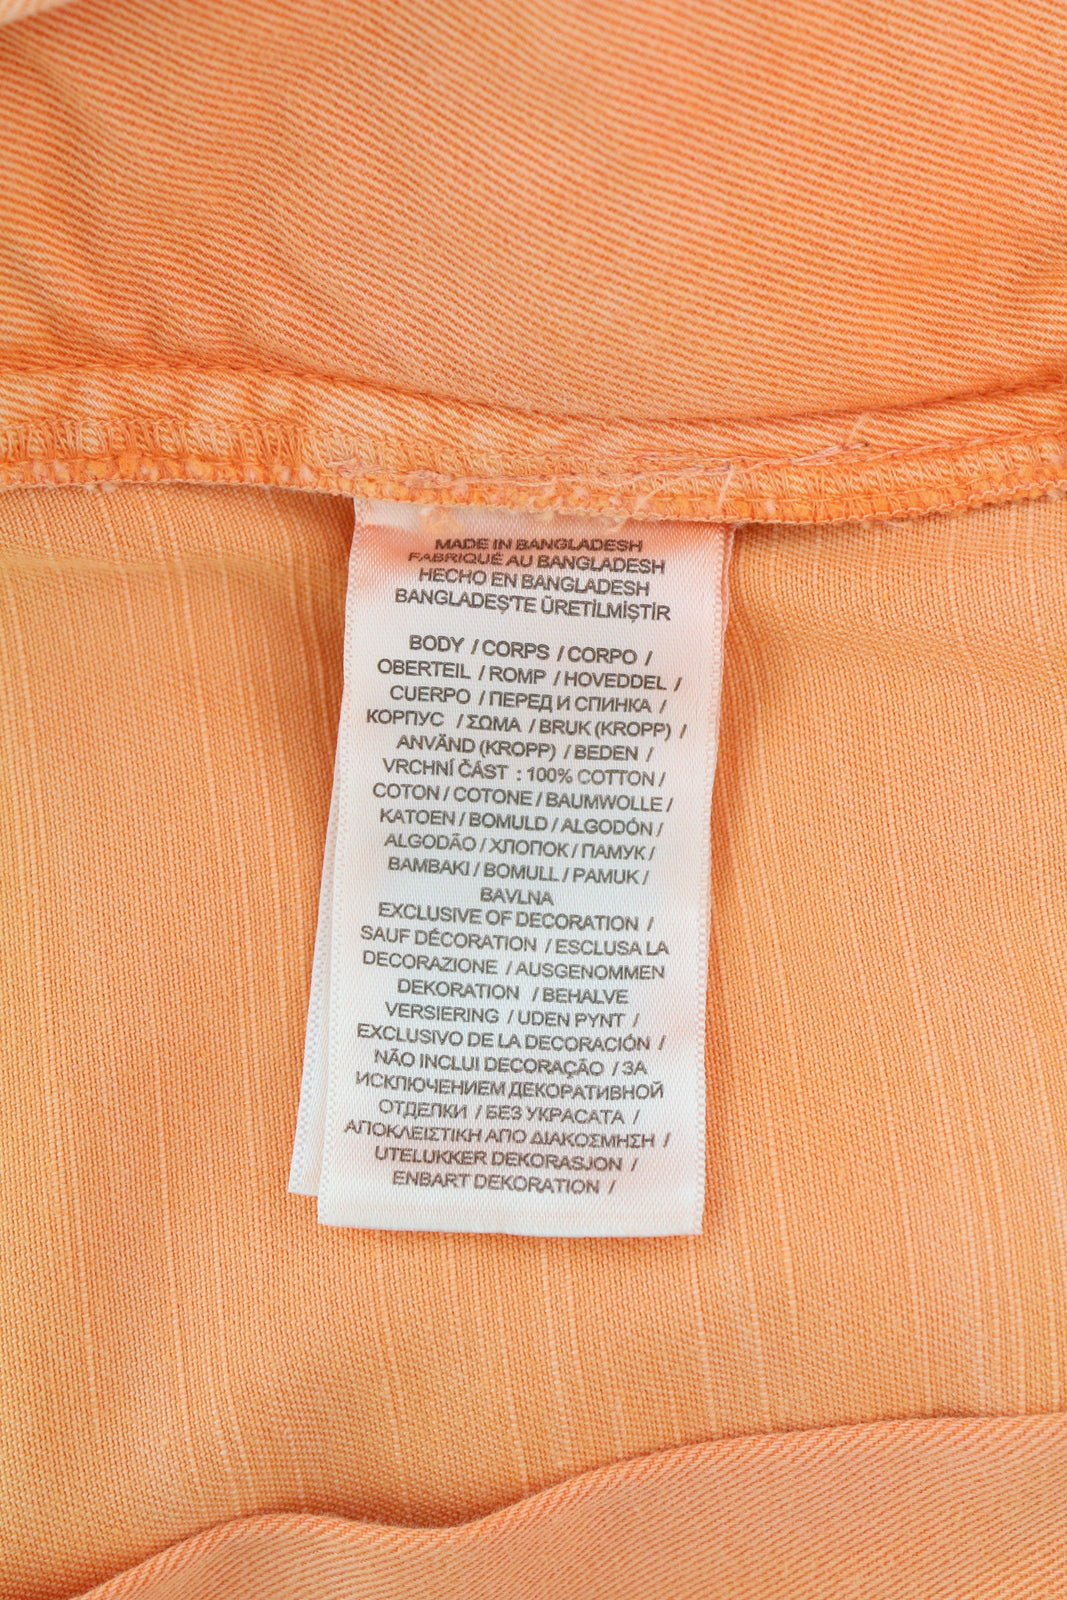 MADE IN BANGLADESH
FABRIQUÉ AU BANGLADESH
HECHO EN BANGLADESH
BANGLADEŞ'TE ÜRETİLMİŞTİR
BODY / CORPS / CORPO /
OBERTEIL / ROMP / HOVEDDEL /
CUERPO / ПЕРЕД И СПИНКА /
КОРПУС / ΣΩΜΑ / BRUK (KROPP) /
ANVÄND (KROPP) / BEDEN /
VRCHNÍ ČÁST : 100% COTTON /
COTON / COTONE / BAUMWOLLE /
KATOEN / BOMULD / ALGODÓN /
ALGODÃO / ХЛОПОК / ПАМУК /
ΒΑΜΒΑΚΙ / BOMULL / PAMUK /
BAVLNA
EXCLUSIVE OF DECORATION /
SAUF DÉCORATION / ESCLUSA LA
DECORAZIONE / AUSGENOMMEN
DEKORATION / BEHALVE
VERSIERING / UDEN PYNT /
EXCLUSIVO DE LA DECORACIÓN /
NÃO INCLUI DECORAÇÃO / ЗА
ИСКЛЮЧЕНИЕМ ДЕКОРАТИВНОЙ
ОТДЕЛКИ / БЕЗ УКРАСАТА /
ΑΠΟΚΛΕΙΣΤΙΚΗ ΑΠΟ ΔΙΑΚΟΣΜΗΣΗ /
UTELUKKER DEKORASJON /
ENBART DEKORATION /